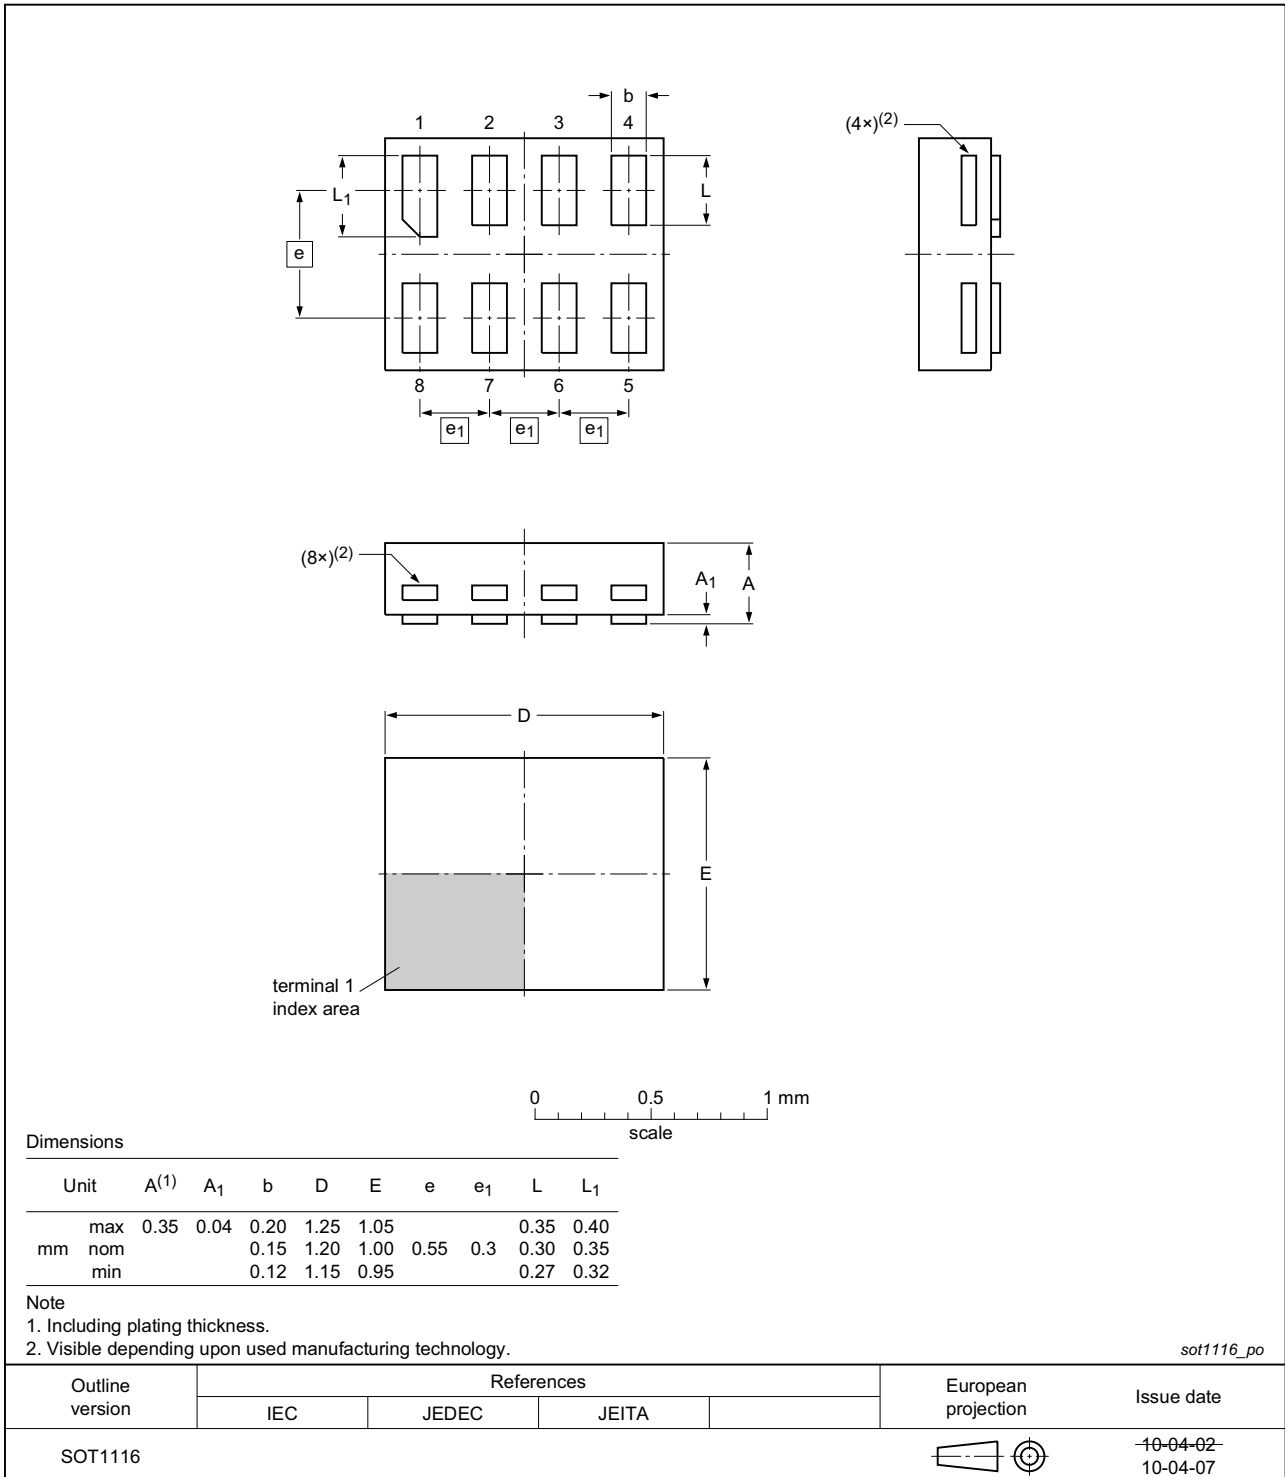 b
1 2 3 4
(4×)(2)
L1
L
e
8 7 6 5
e1 e1 e1
(8×)(2)
A1
A
D
E
terminal 1
index area
0 0.5 1 mm
scale
Dimensions
Unit A(1) A1 b D E e e1 L L1
max 0.35 0.04 0.20 1.25 1.05 0.35 0.40
mm nom 0.15 1.20 1.00 0.55 0.3 0.30 0.35
min 0.12 1.15 0.95 0.27 0.32
Note
1. Including plating thickness.
2. Visible depending upon used manufacturing technology.
sot1116_po
Outline version
References
European projection
Issue date
IEC JEDEC JEITA
SOT1116
10-04-02
10-04-07